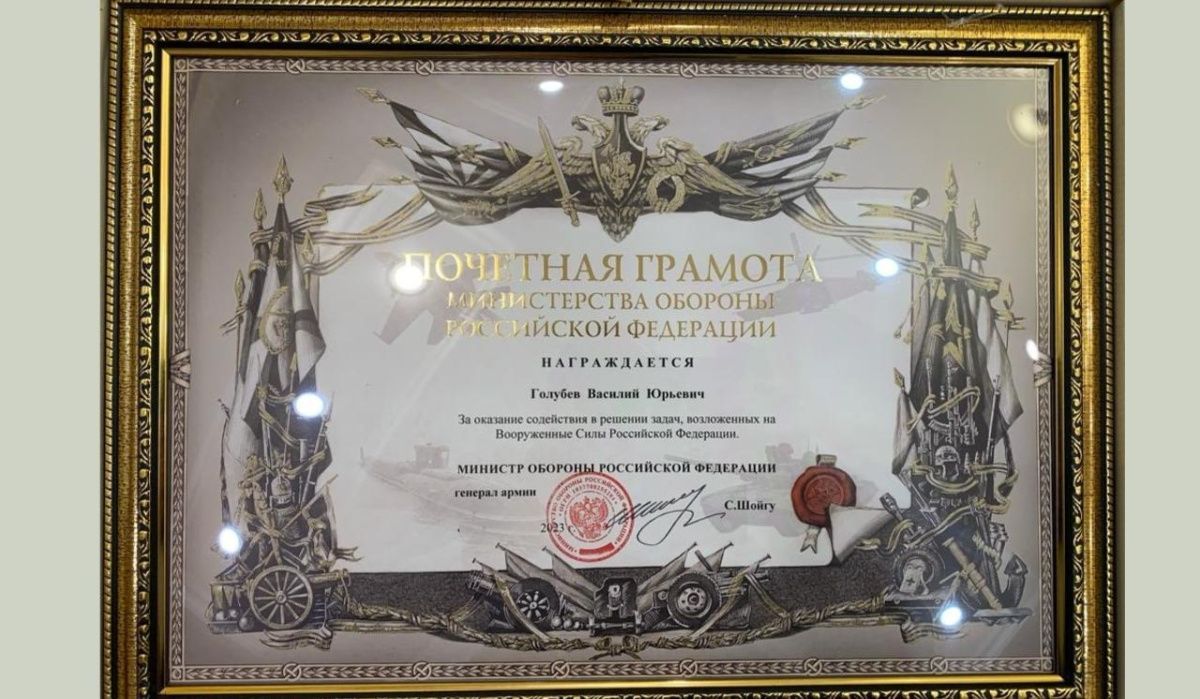 ПОЧЕТНАЯ ГРАМОТА
МИНИСТЕРСТВА ОБОРОНЫ
РОССИЙСКОЙ ФЕДЕРАЦИИ
НАГРАЖДАЕТСЯ
Голубев Василий Юрьевич
За оказание содействия в решении задач, возложенных на
Вооруженные Силы Российской Федерации.
МИНИСТР ОБОРОНЫ РОССИЙСКОЙ ФЕДЕРАЦИИ
генерал армии
С.Шойгу
2023 г.